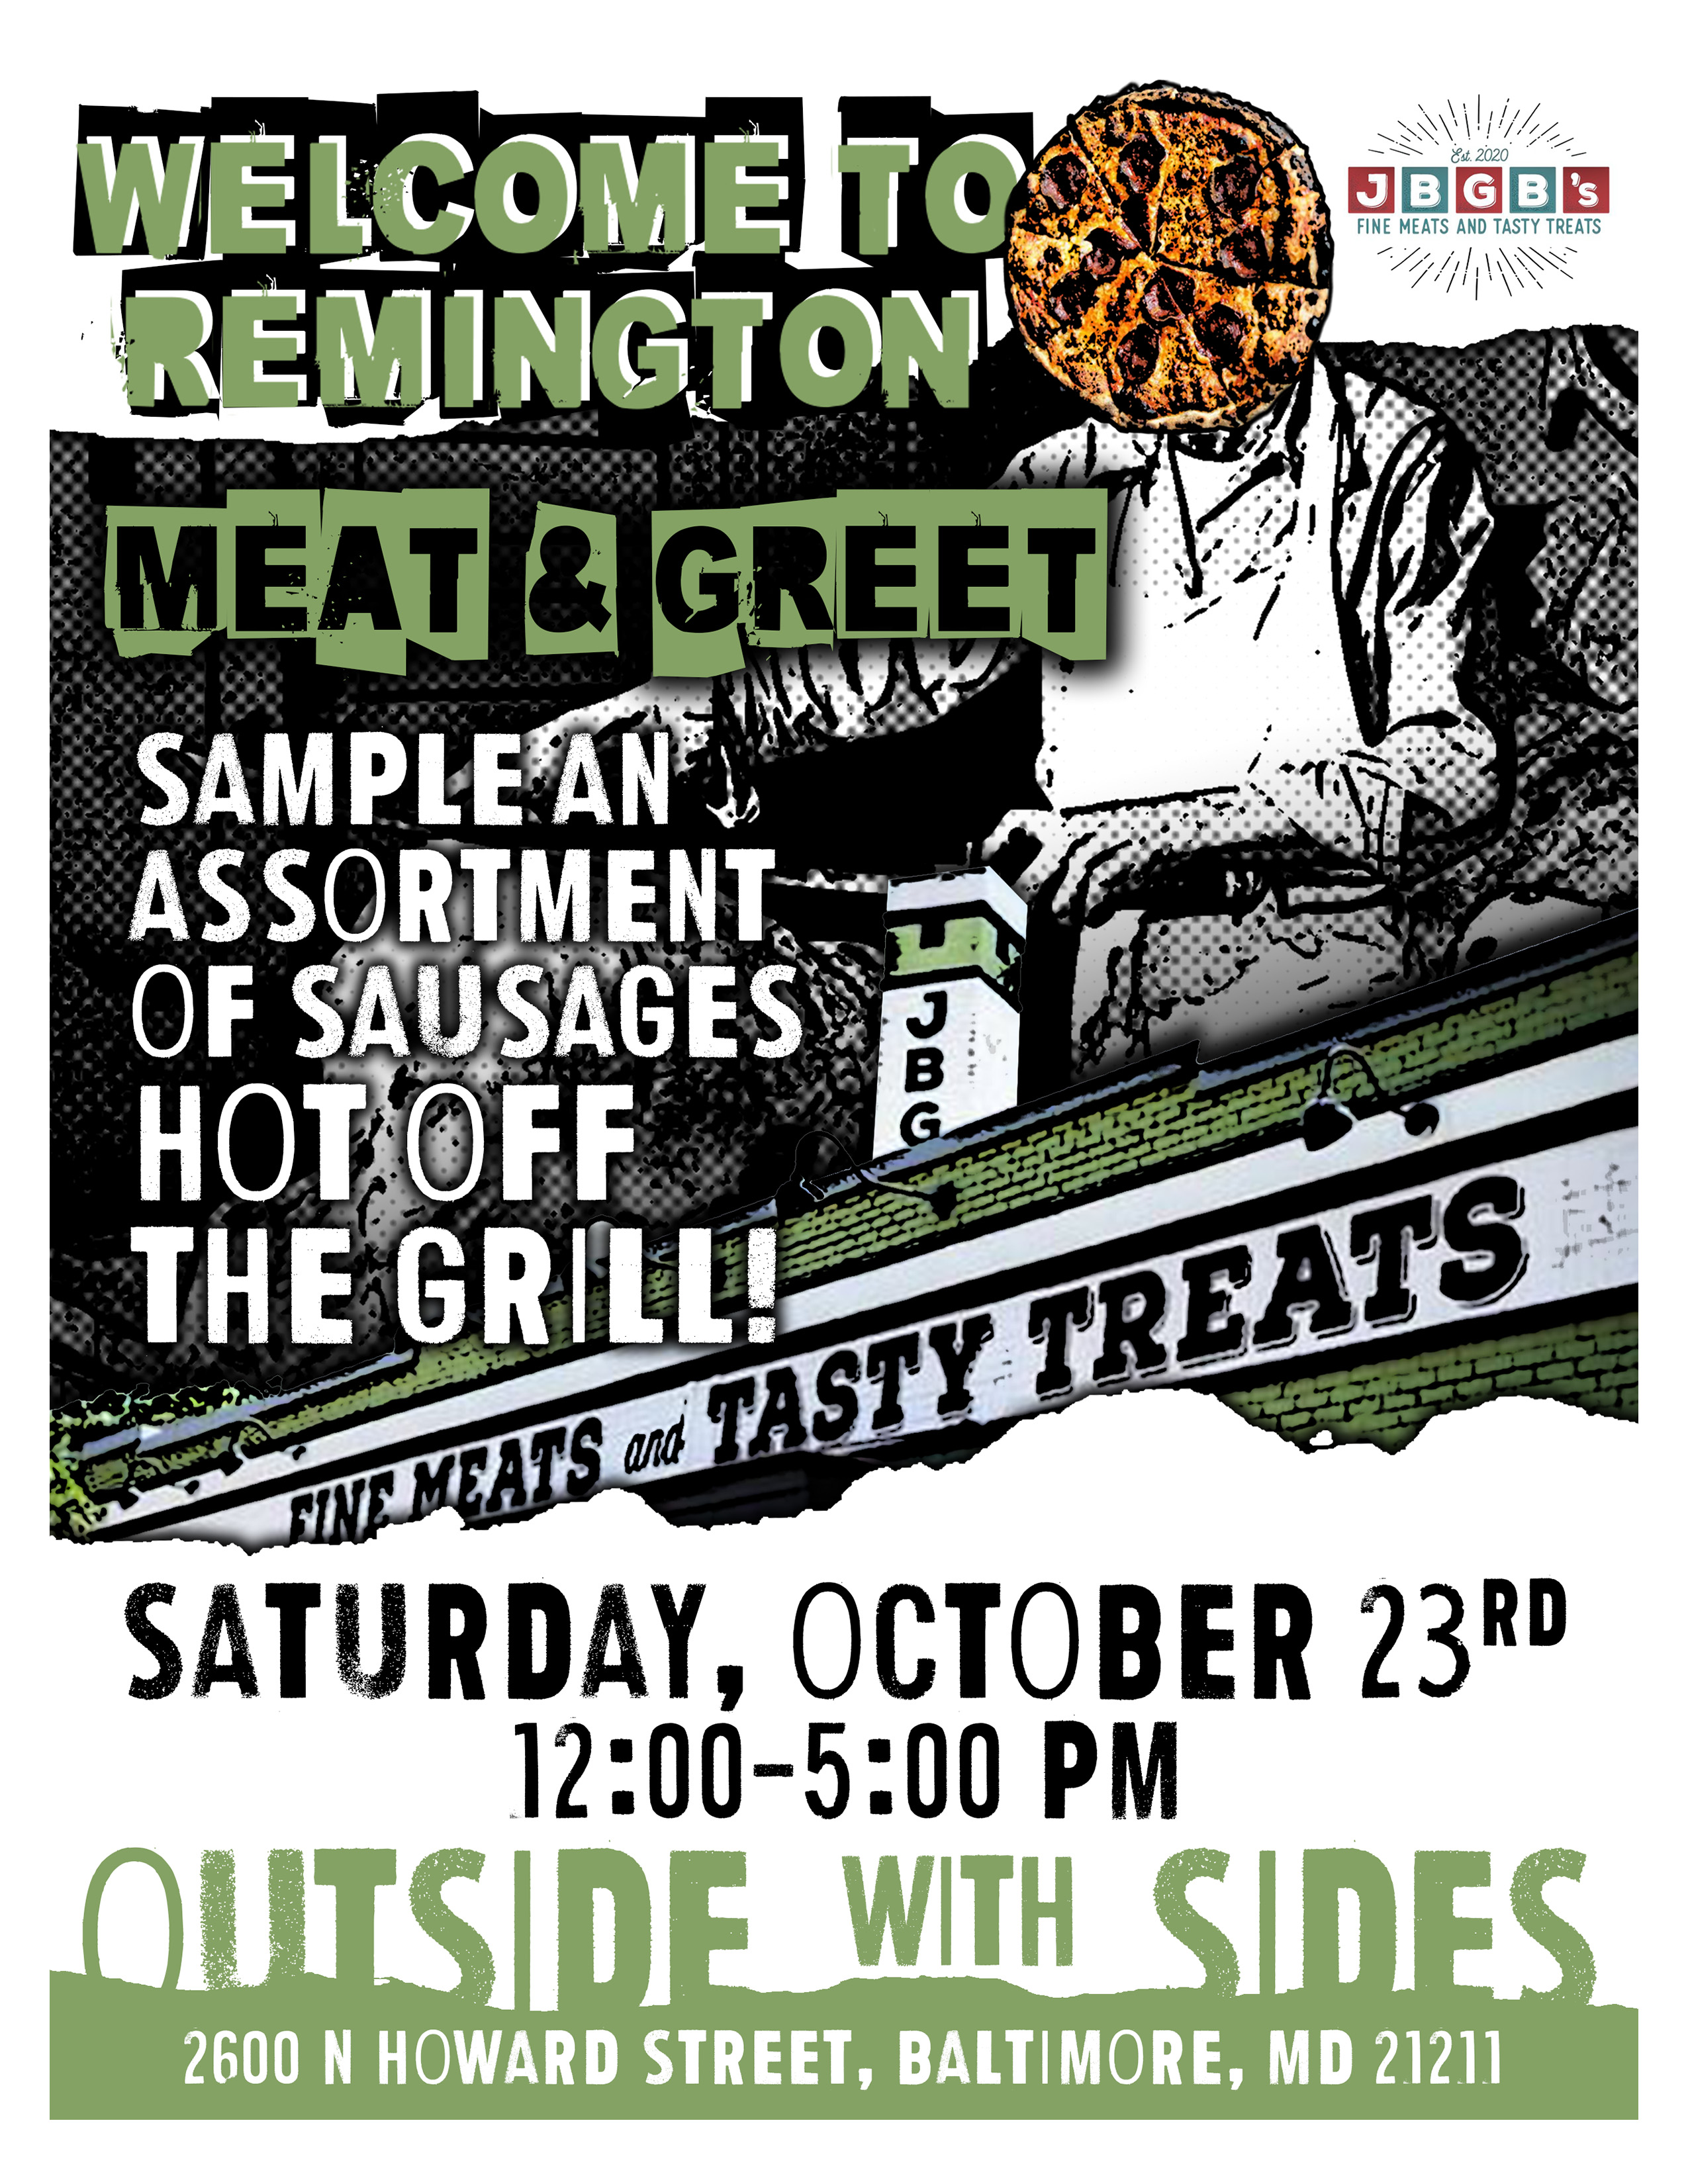 WELCOME TO
REMINGTON
Est. 2020
JBGB's
FINE MEATS AND TASTY TREATS
MEAT & GREET
SAMPLE AN
ASSORTMENT
OF SAUSAGES
HOT OFF
THE GRILL!
J
B
G
FINE MEATS and TASTY TREATS
SATURDAY, OCTOBER 23RD
12:00-5:00 PM
OUTSIDE WITH SIDES
2600 N HOWARD STREET, BALTIMORE, MD 21211